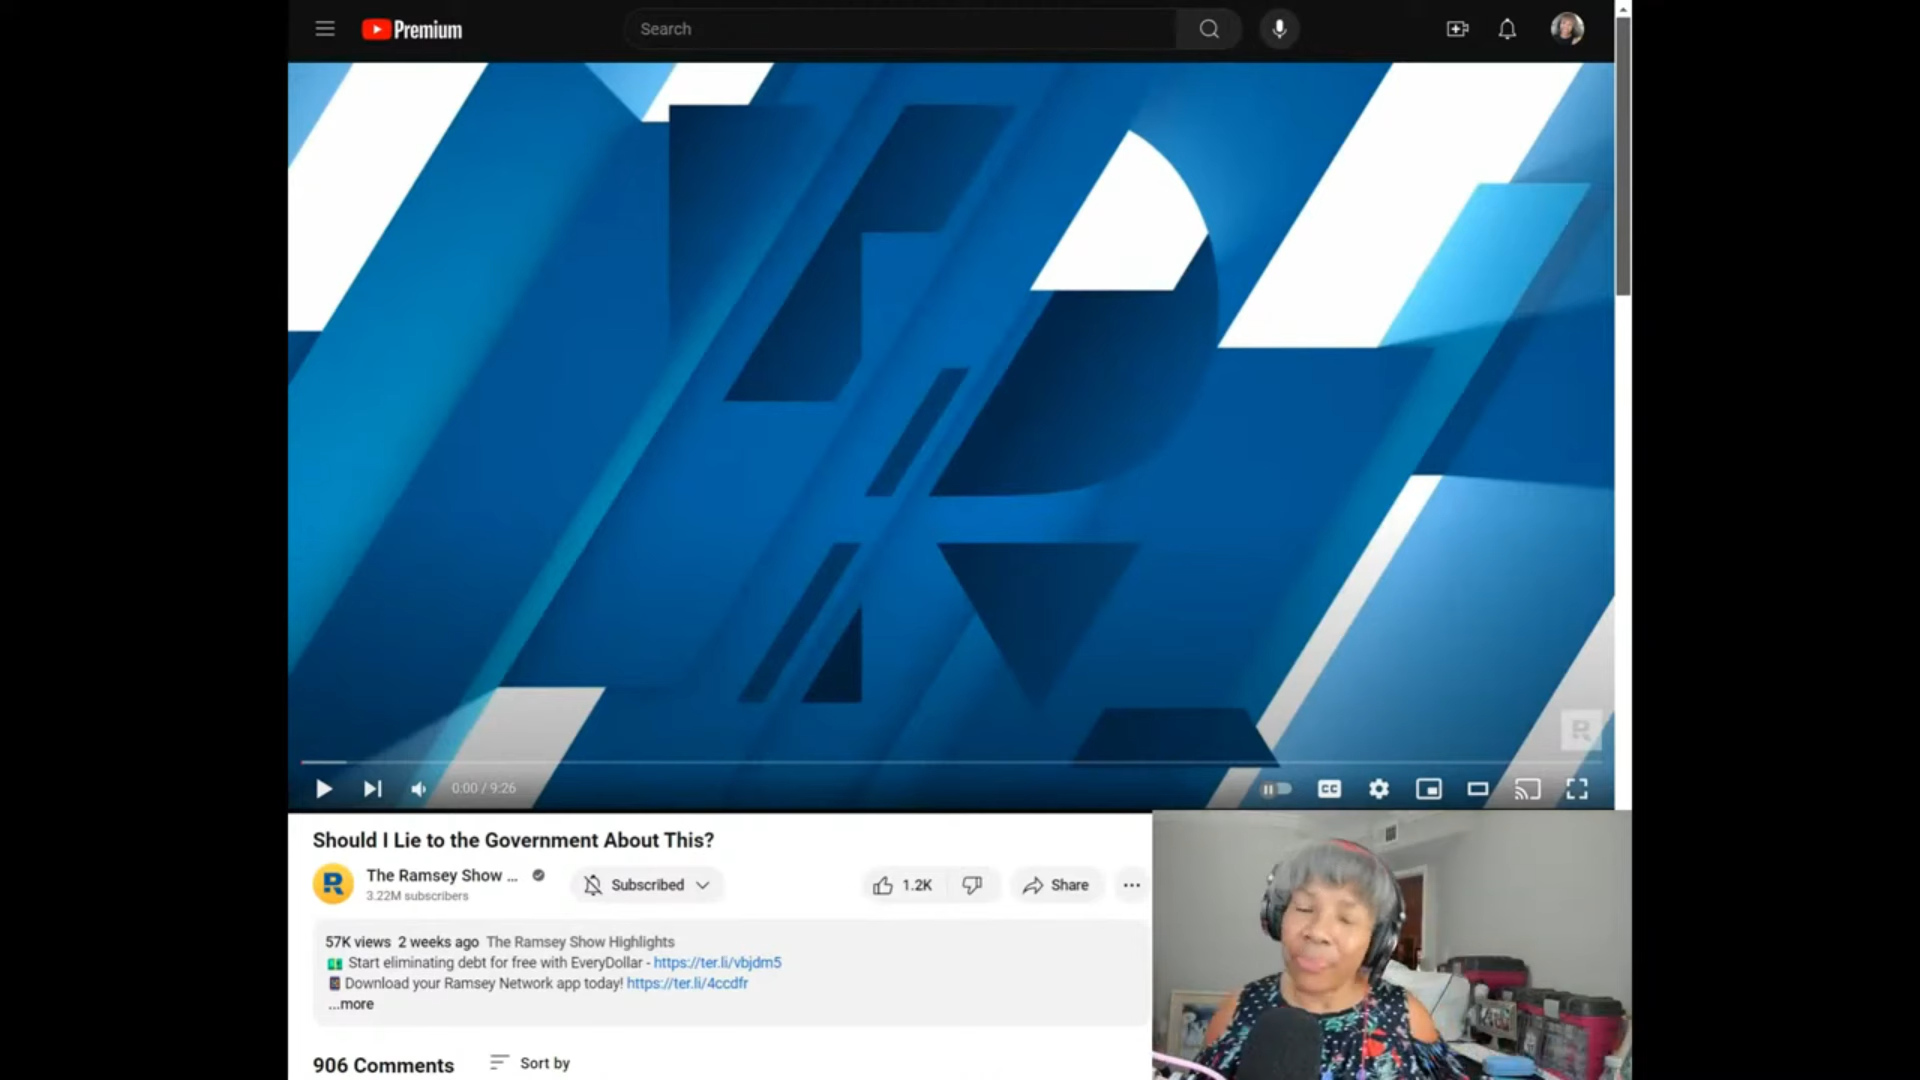 Premium
Search
0:00 / 9:26
CC
R
Should I Lie to the Government About This?
R
The Ramsey Show ...
3.22M subscribers
Subscribed
1.2K
Share
57K views 2 weeks ago The Ramsey Show Highlights
Start eliminating debt for free with EveryDollar - https://ter.li/vbjdm5
Download your Ramsey Network app today! https://ter.li/4ccdfr
...more
906 Comments
Sort by